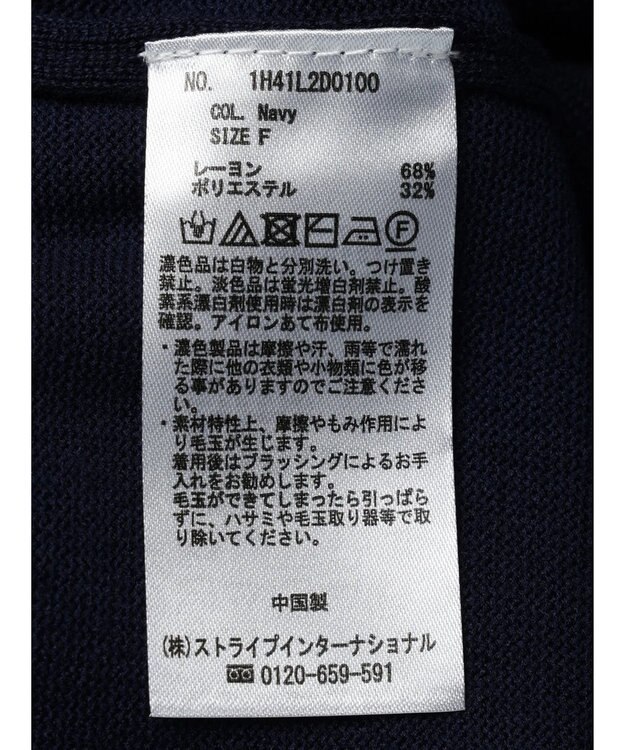 NO. 1H41L2D0100
COL. Navy
SIZE F
レーヨン 68%
ポリエステル 32%
濃色品は白物と分別洗い。つけ置き
禁止。淡色品は蛍光増白剤禁止。酸
素系漂白剤使用時は漂白剤の表示を
確認。アイロンあて布使用。
・濃色製品は摩擦や汗、雨等で濡れ
た際に他の衣類や小物類に色が移
る事がありますのでご注意くださ
い。
・素材特性上、摩擦やもみ作用によ
り毛玉が生じます。
着用後はブラッシングによるお手
入れをお勧めします。
毛玉ができてしまったら引っぱら
ずに、ハサミや毛玉取り器等で取
り除いてください。
中国製
(株)ストライプインターナショナル
0120-659-591